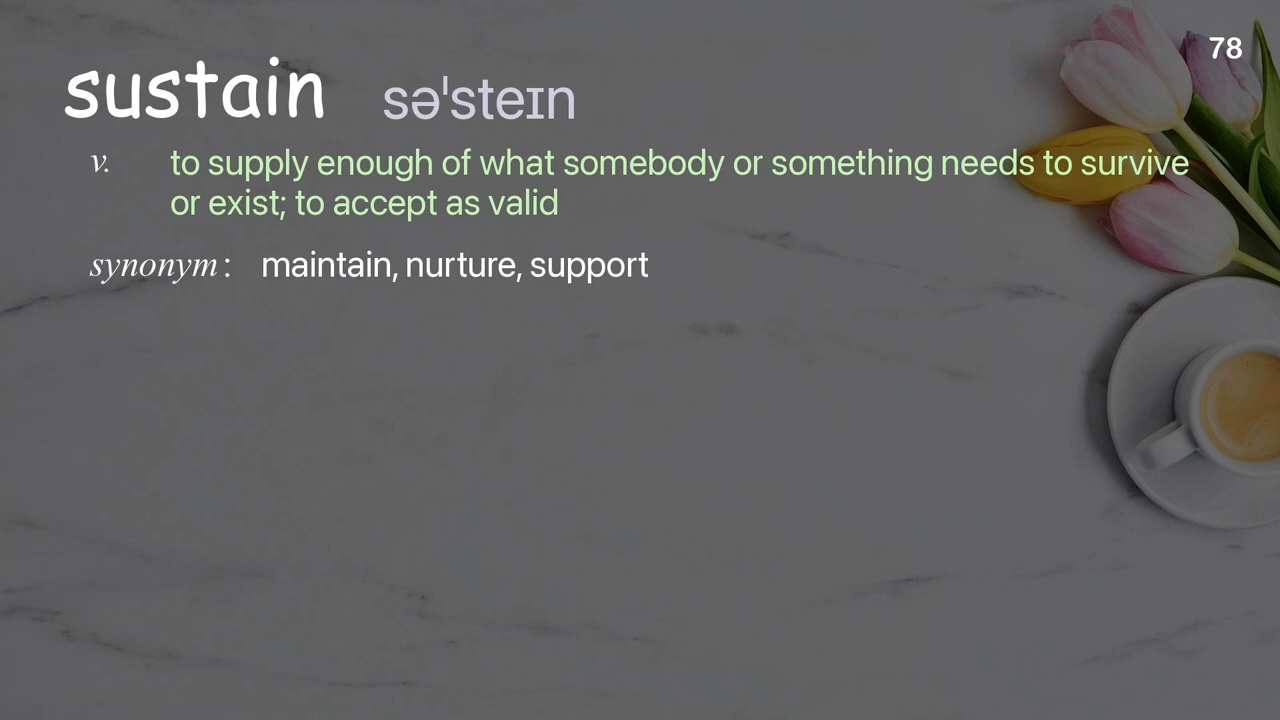 78
sustain səˈsteɪn
v. to supply enough of what somebody or something needs to survive
or exist; to accept as valid
synonym : maintain, nurture, support